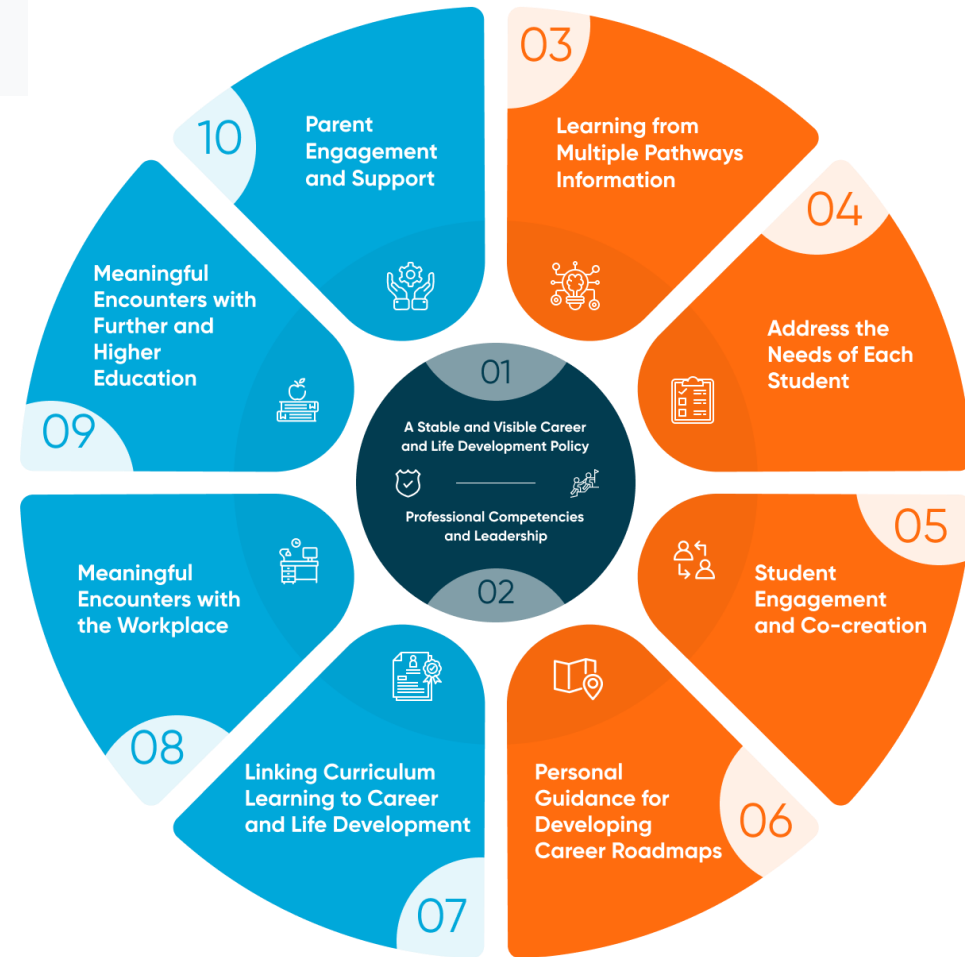 01
A Stable and Visible Career
and Life Development Policy
Professional Competencies
and Leadership
02
03
Learning from
Multiple Pathways
Information
04
Address the
Needs of Each
Student
05
Student
Engagement
and Co-creation
06
Personal
Guidance for
Developing
Career Roadmaps
07
Linking Curriculum
Learning to Career
and Life Development
08
Meaningful
Encounters with
the Workplace
09
Meaningful
Encounters with
Further and
Higher
Education
10
Parent
Engagement
and Support